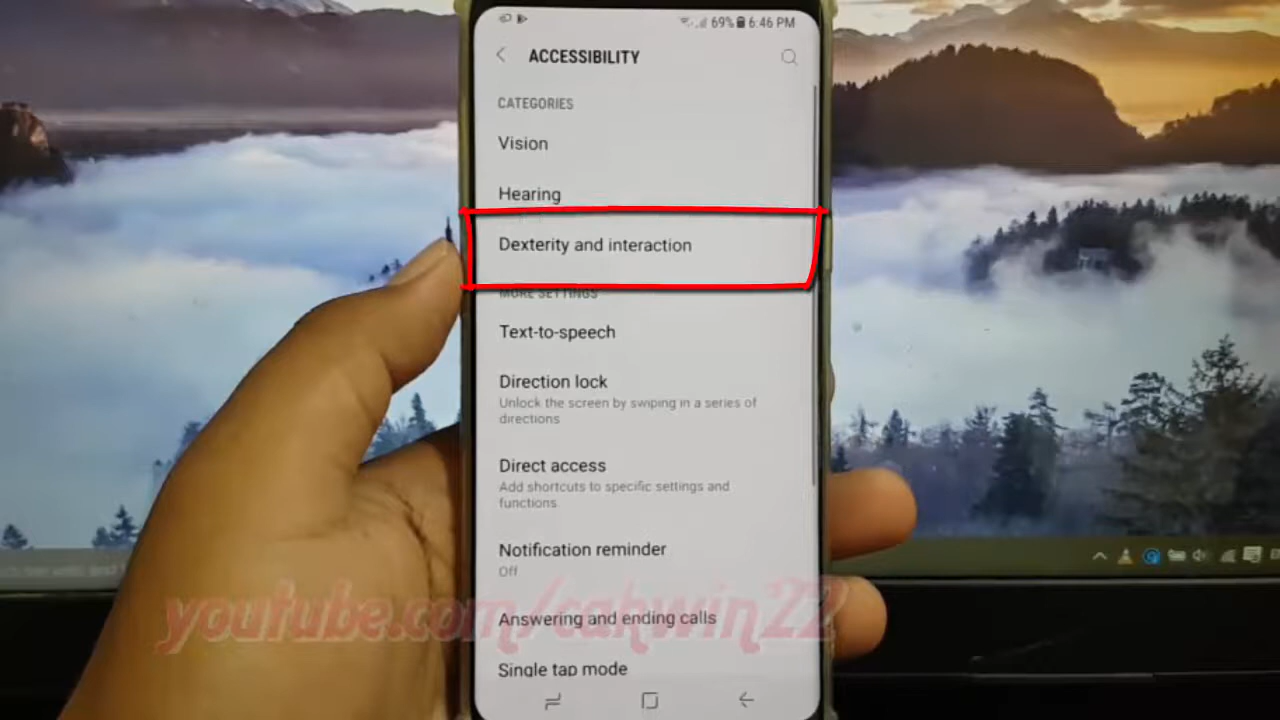 69% 6:46 PM
ACCESSIBILITY
CATEGORIES
Vision
Hearing
Dexterity and interaction
MORE SETTINGS
Text-to-speech
Direction lock
Unlock the screen by swiping in a series of
directions
Direct access
Add shortcuts to specific settings and
functions
Notification reminder
Off
youtube.com/cakwin22
Answering and ending calls
Single tap mode